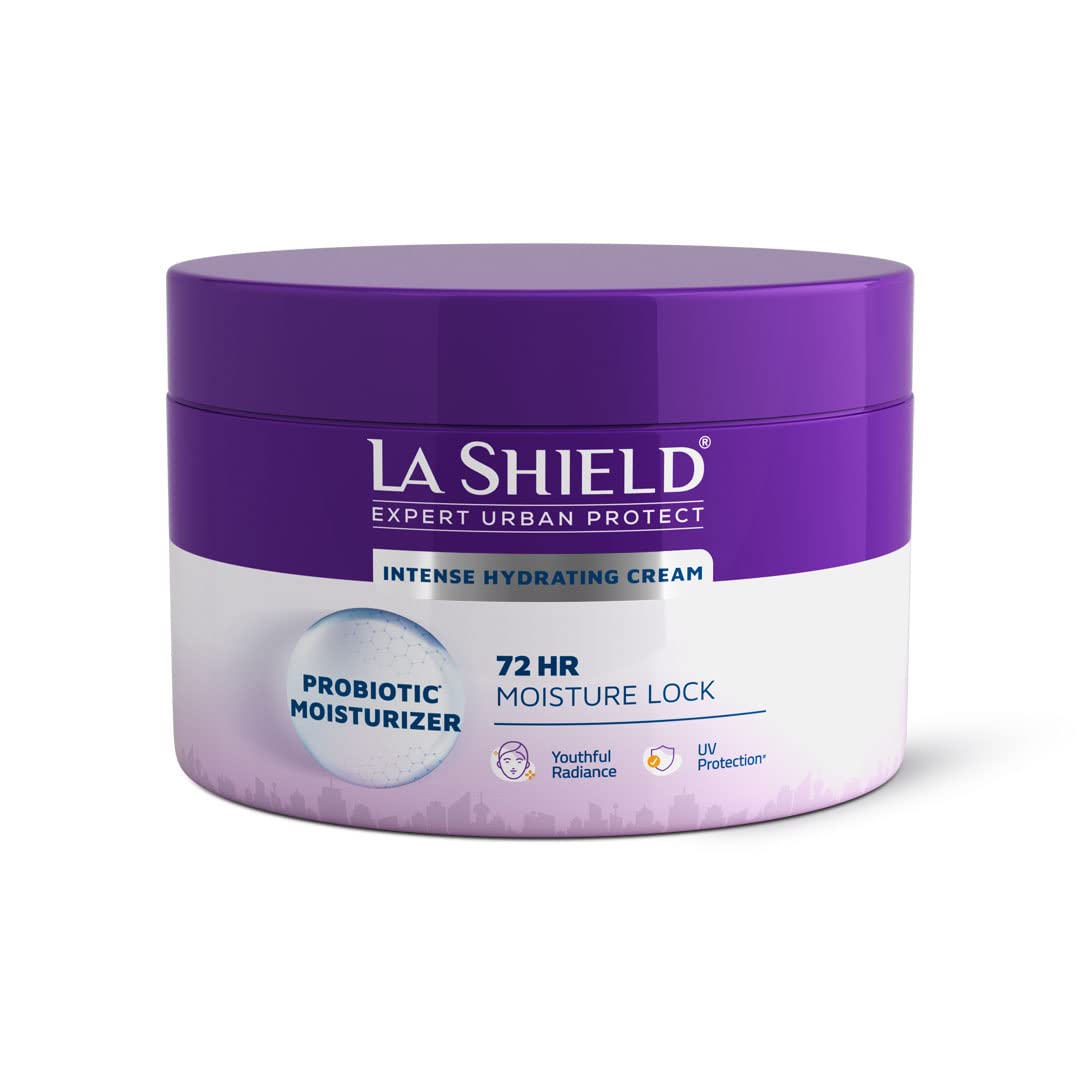 LA SHIELD®
EXPERT URBAN PROTECT
INTENSE HYDRATING CREAM
PROBIOTIC*
MOISTURIZER
72 HR
MOISTURE LOCK
Youthful
Radiance
UV
Protection#